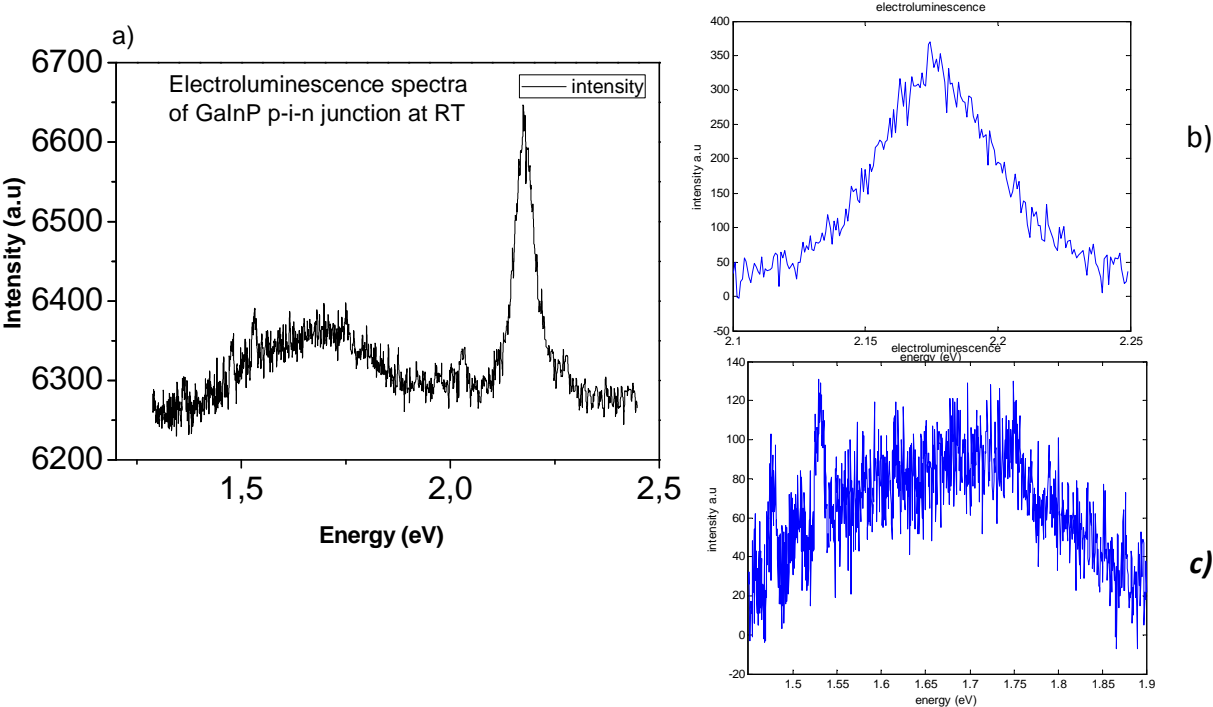 a)
6700
6600
6500
6400
6300
6200
Intensity (a.u)
Electroluminescence spectra
of GaInP p-i-n junction at RT
intensity
1,5
2,0
2,5
Energy (eV)
electroluminescence
400
350
300
250
200
150
100
50
0
-50
intensity a.u
2.1
2.15
2.2
2.25
energy (eV)
b)
electroluminescence
140
120
100
80
60
40
20
0
-20
intensity a.u
1.5
1.55
1.6
1.65
1.7
1.75
1.8
1.85
1.9
energy (eV)
c)